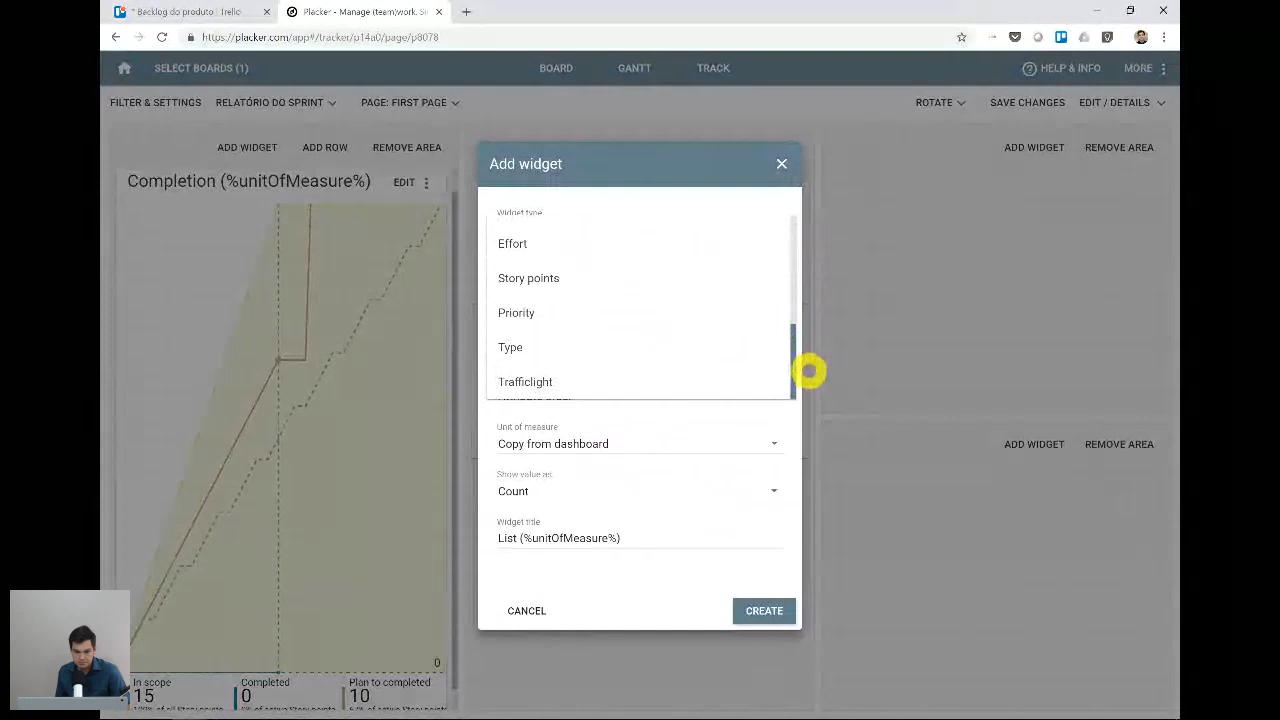 * Backlog do produto | Trello
Placker - Manage (team)work. Si
https://placker.com/app#/tracker/p14a0/page/p8078
SELECT BOARDS (1)
BOARD
GANTT
TRACK
HELP & INFO
MORE
FILTER & SETTINGS
RELATÓRIO DO SPRINT
PAGE: FIRST PAGE
ROTATE
SAVE CHANGES
EDIT / DETAILS
ADD WIDGET
ADD ROW
REMOVE AREA
ADD WIDGET
REMOVE AREA
Completion (%unitOfMeasure%)
EDIT
Add widget
Widget type
Effort
Story points
Priority
Type
Trafficlight
Unit of measure
Copy from dashboard
Show value as
Count
Widget title
List (%unitOfMeasure%)
CANCEL
CREATE
ADD WIDGET
REMOVE AREA
0
In scope
15
Completed
0
Plan to completed
10